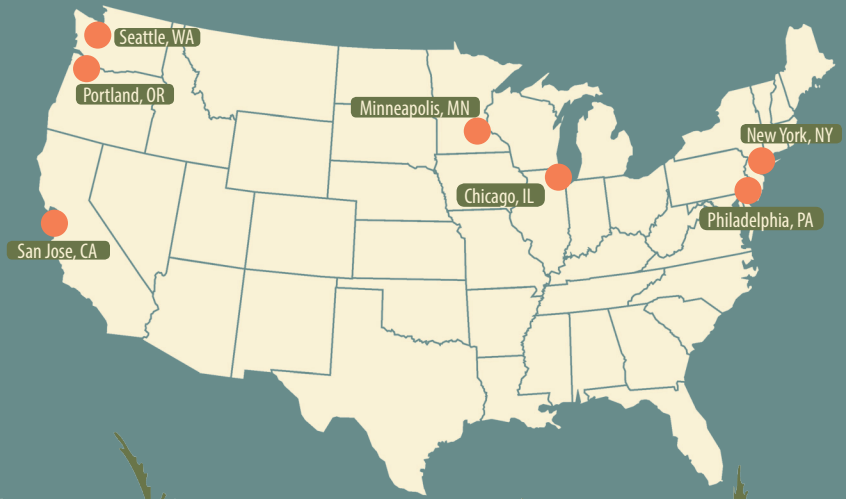 Seattle, WA
Portland, OR
Minneapolis, MN
New York, NY
Chicago, IL
Philadelphia, PA
San Jose, CA